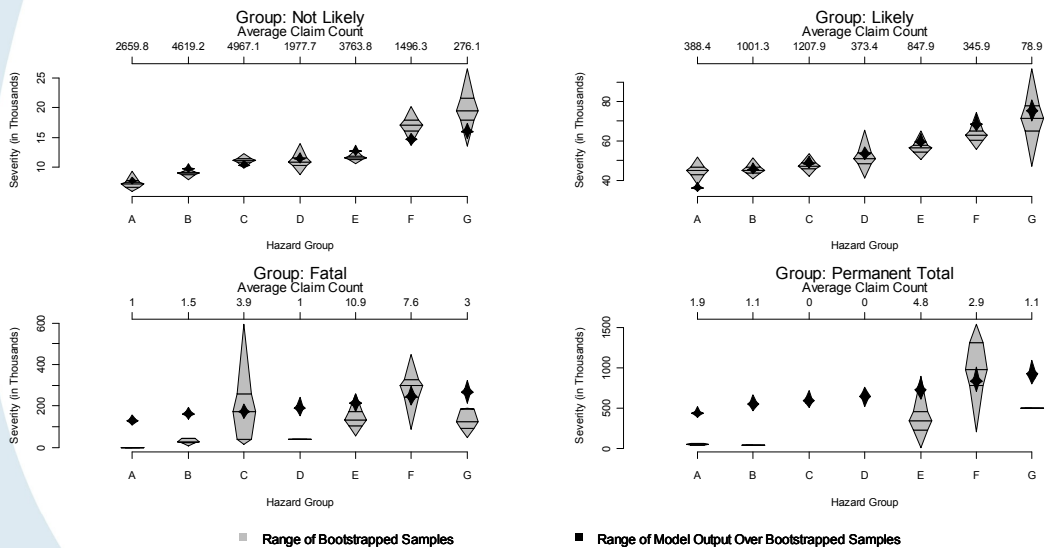 Group: Not Likely
Average Claim Count
2659.8 4619.2 4967.1 1977.7 3763.8 1496.3 276.1
Severity (in Thousands)
25
20
15
10
A B C D E F G
Hazard Group
Group: Likely
Average Claim Count
388.4 1001.3 1207.9 373.4 847.9 345.9 78.9
Severity (in Thousands)
80
60
40
A B C D E F G
Hazard Group
Group: Fatal
Average Claim Count
1 1.5 3.9 1 10.9 7.6 3
Severity (in Thousands)
600
400
200
0
A B C D E F G
Hazard Group
Group: Permanent Total
Average Claim Count
1.9 1.1 0 0 4.8 2.9 1.1
Severity (in Thousands)
1500
1000
500
0
A B C D E F G
Hazard Group
Range of Bootstrapped Samples
Range of Model Output Over Bootstrapped Samples